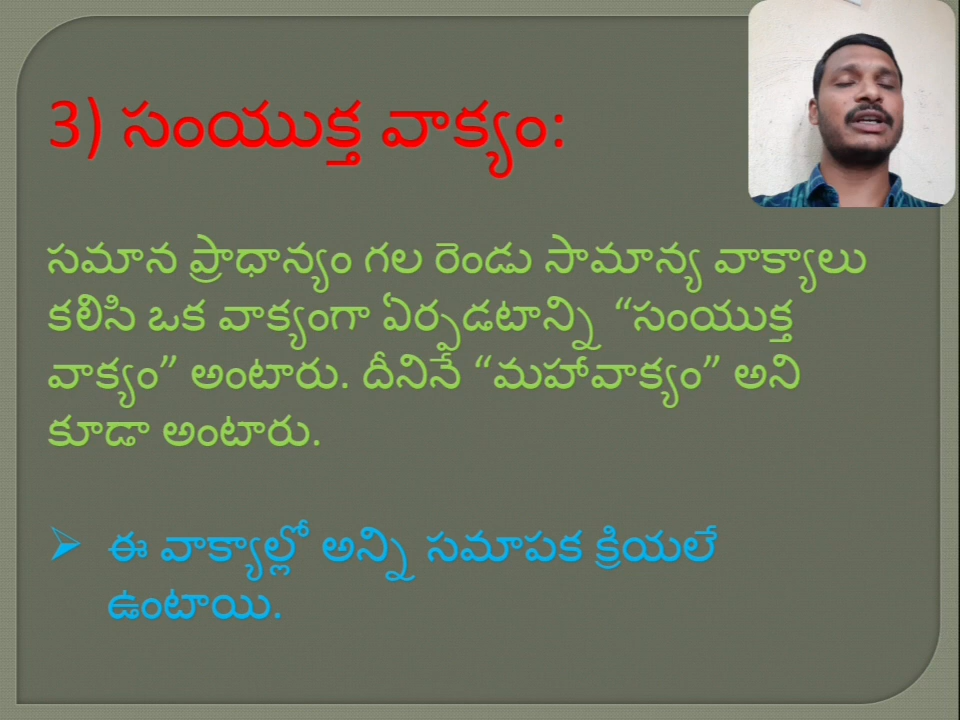 3) సంయుక్త వాక్యం:
సమాన ప్రాధాన్యం గల రెండు సామాన్య వాక్యాలు
కలిసి ఒక వాక్యంగా ఏర్పడటాన్ని “సంయుక్త
వాక్యం” అంటారు. దీనినే “మహావాక్యం” అని
కూడా అంటారు.
➢ ఈ వాక్యాల్లో అన్ని సమాపక క్రియలే
ఉంటాయి.